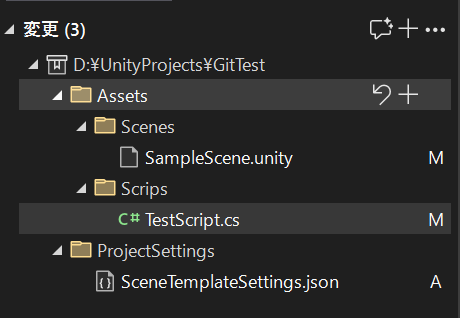 変更 (3)
D:¥UnityProjects¥GitTest
Assets
Scenes
SampleScene.unity M
Scrips
C# TestScript.cs M
ProjectSettings
SceneTemplateSettings.json A